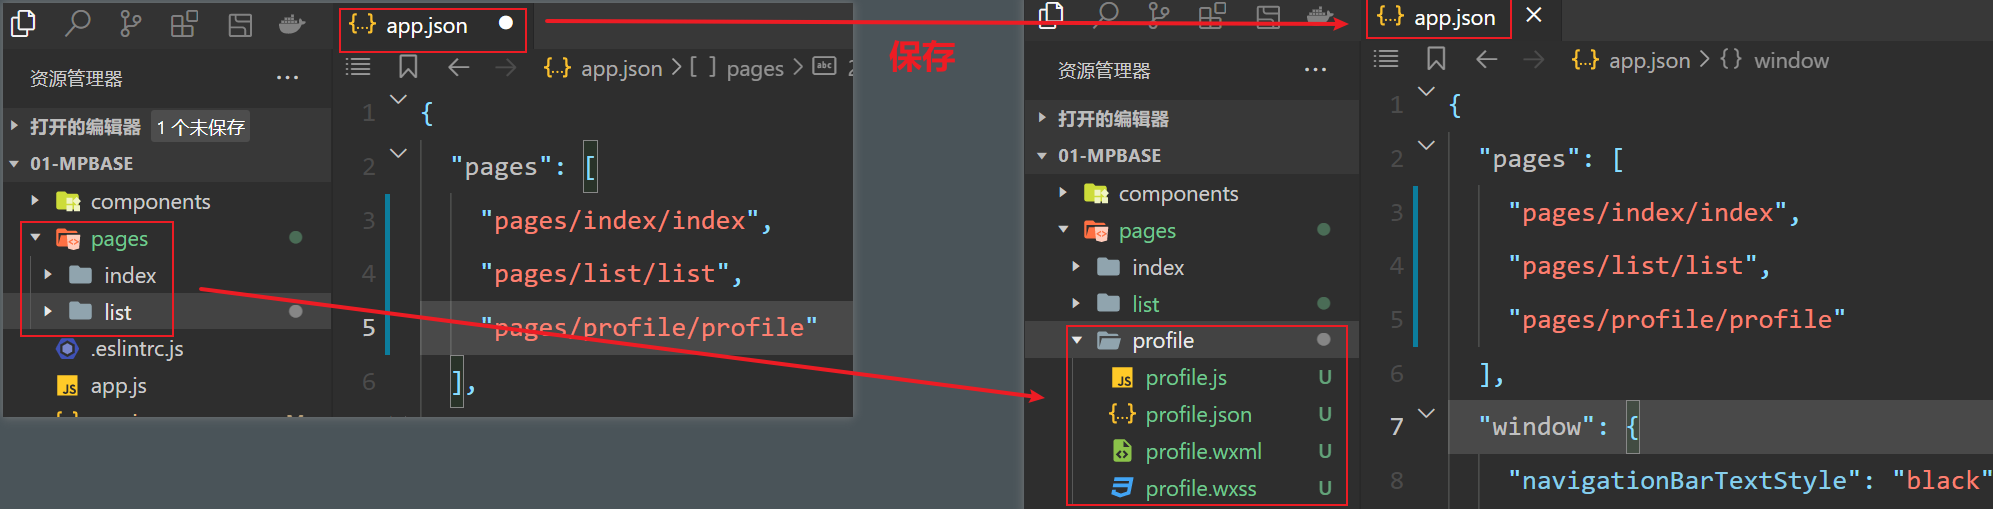 app.json
资源管理器
打开的编辑器 1 个未保存
01-MPBASE
components
pages
index
list
.eslintrc.js
JS app.js
{..} app.json > [ ] pages > abc
1 {
2 "pages": [
3 "pages/index/index",
4 "pages/list/list",
5 "pages/profile/profile"
6 ],
保存
app.json
资源管理器
打开的编辑器
01-MPBASE
components
pages
index
list
profile
JS profile.js U
{..} profile.json U
profile.wxml U
profile.wxss U
{..} app.json > {} window
1 {
2 "pages": [
3 "pages/index/index",
4 "pages/list/list",
5 "pages/profile/profile"
6 ],
7 "window": {
8 "navigationBarTextStyle": "black"